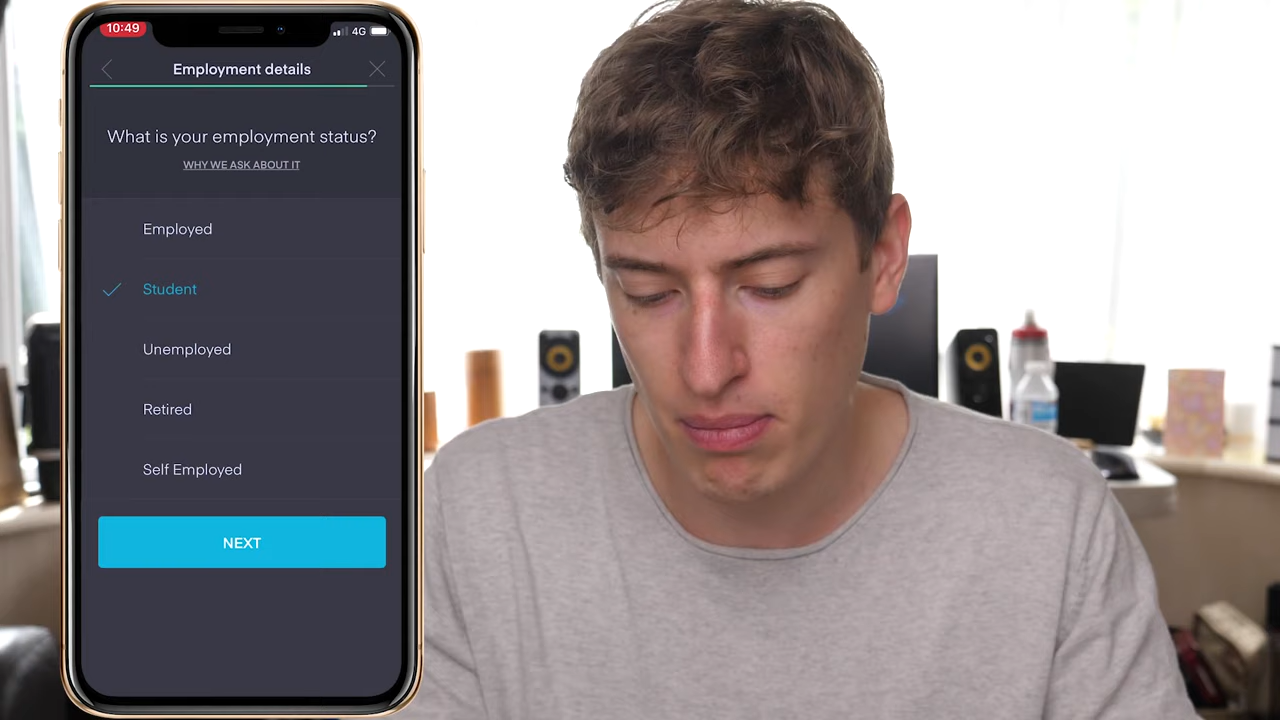 10:49
4G
Employment details
What is your employment status?
WHY WE ASK ABOUT IT
Employed
Student
Unemployed
Retired
Self Employed
NEXT